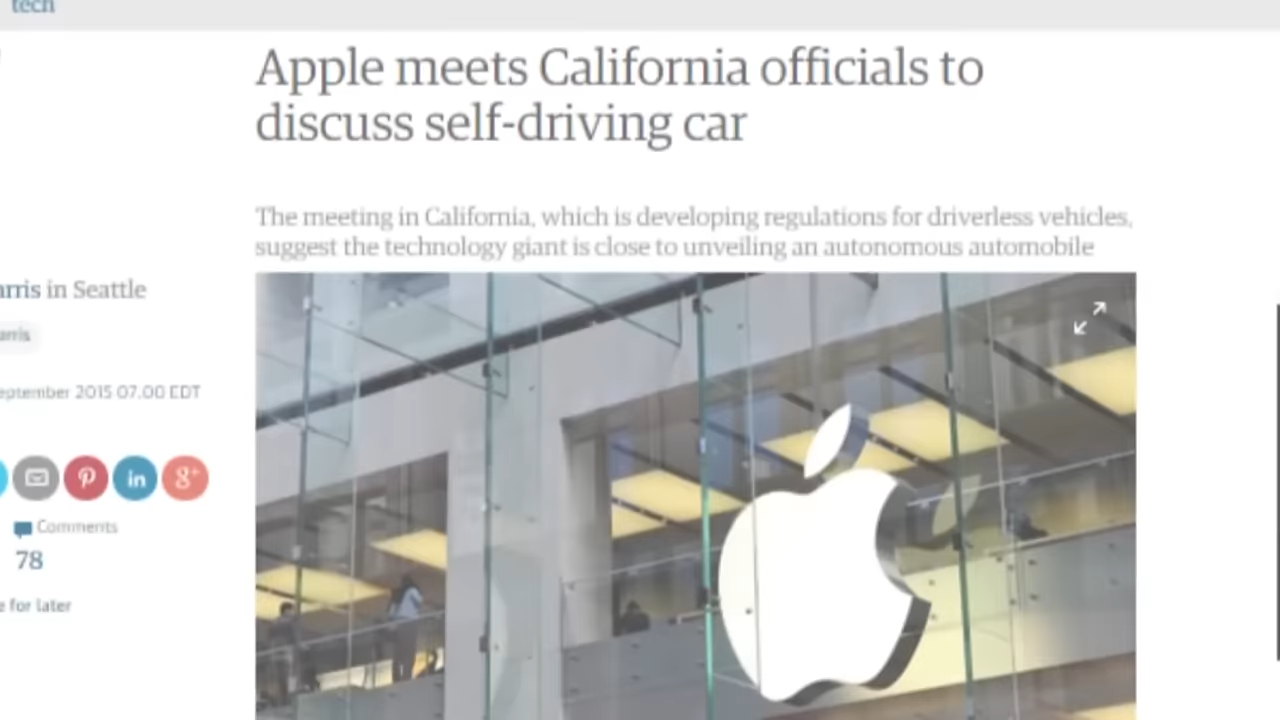 tech
Apple meets California officials to
discuss self-driving car
The meeting in California, which is developing regulations for driverless vehicles,
suggest the technology giant is close to unveiling an autonomous automobile
arris in Seattle
arris
eptember 2015 07.00 EDT
in
g+
Comments
78
e for later